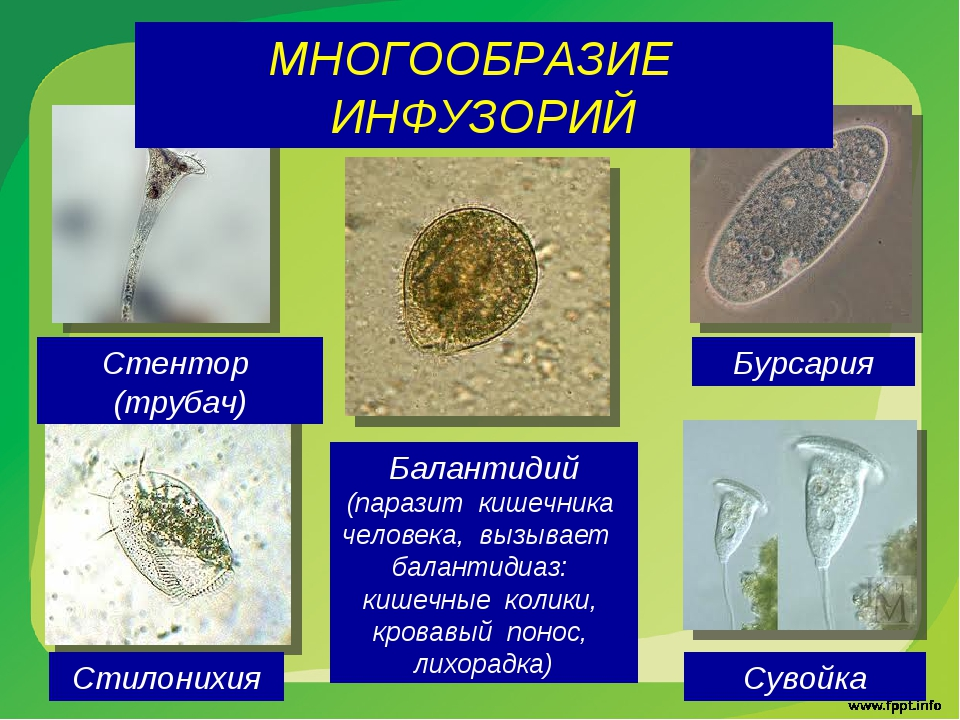 МНОГООБРАЗИЕ
ИНФУЗОРИЙ
Стентор
(трубач)
Бурсария
Балантидий
(паразит кишечника
человека, вызывает
балантидиаз:
кишечные колики,
кровавый понос,
лихорадка)
Стилонихия
Сувойка
www.fppt.info